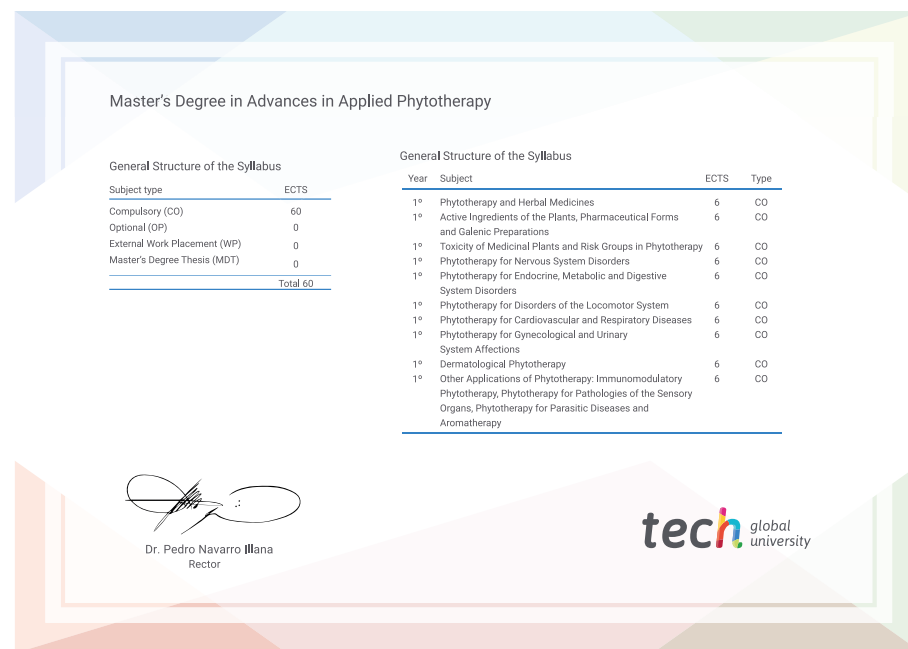 Master's Degree in Advances in Applied Phytotherapy
General Structure of the Syllabus
Subject type ECTS
Compulsory (CO) 60
Optional (OP) 0
External Work Placement (WP) 0
Master's Degree Thesis (MDT) 0
Total 60
General Structure of the Syllabus
Year Subject ECTS Type
1º Phytotherapy and Herbal Medicines 6 CO
1º Active Ingredients of the Plants, Pharmaceutical Forms 6 CO
and Galenic Preparations
1º Toxicity of Medicinal Plants and Risk Groups in Phytotherapy 6 CO
1º Phytotherapy for Nervous System Disorders 6 CO
1º Phytotherapy for Endocrine, Metabolic and Digestive 6 CO
System Disorders
1º Phytotherapy for Disorders of the Locomotor System 6 CO
1º Phytotherapy for Cardiovascular and Respiratory Diseases 6 CO
1º Phytotherapy for Gynecological and Urinary 6 CO
System Affections
1º Dermatological Phytotherapy 6 CO
1º Other Applications of Phytotherapy: Immunomodulatory 6 CO
Phytotherapy, Phytotherapy for Pathologies of the Sensory
Organs, Phytotherapy for Parasitic Diseases and
Aromatherapy
Dr. Pedro Navarro Illana
Rector
tech global
university